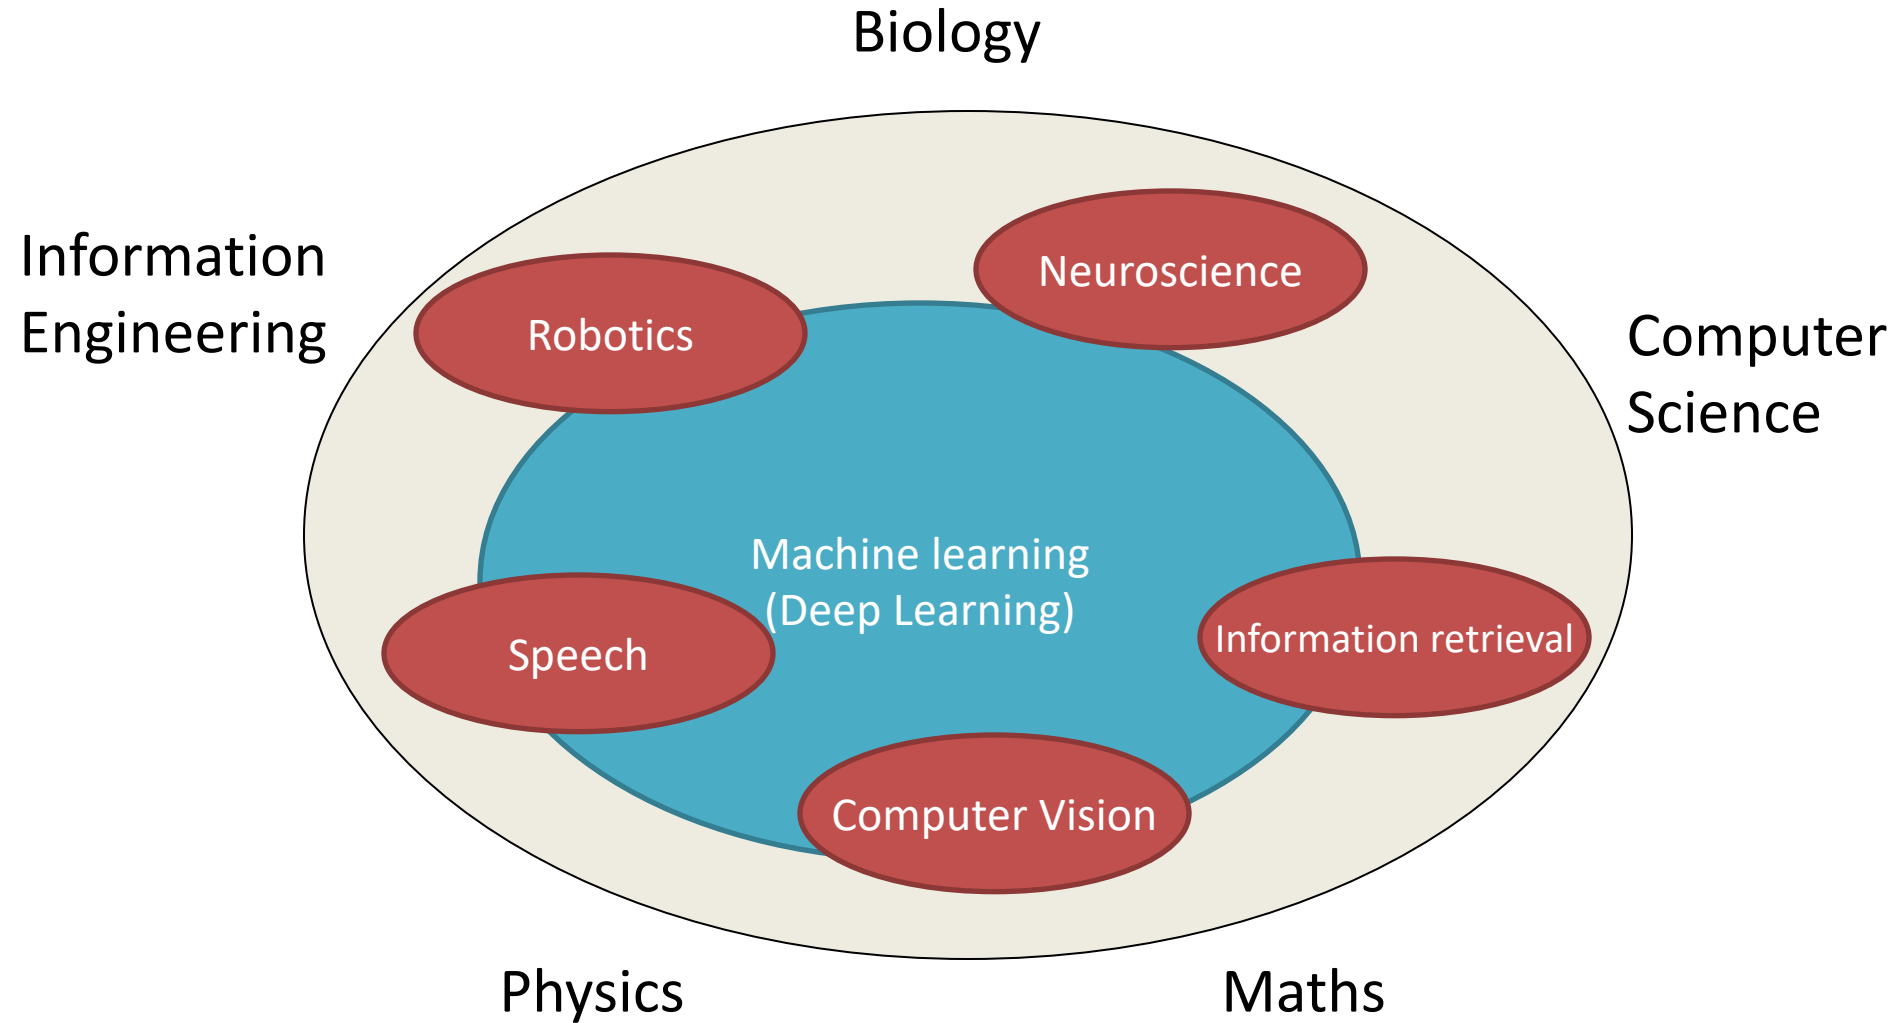 Biology
Information
Engineering
Neuroscience
Robotics
Computer
Science
Machine learning
(Deep Learning)
Information retrieval
Speech
Computer Vision
Physics
Maths